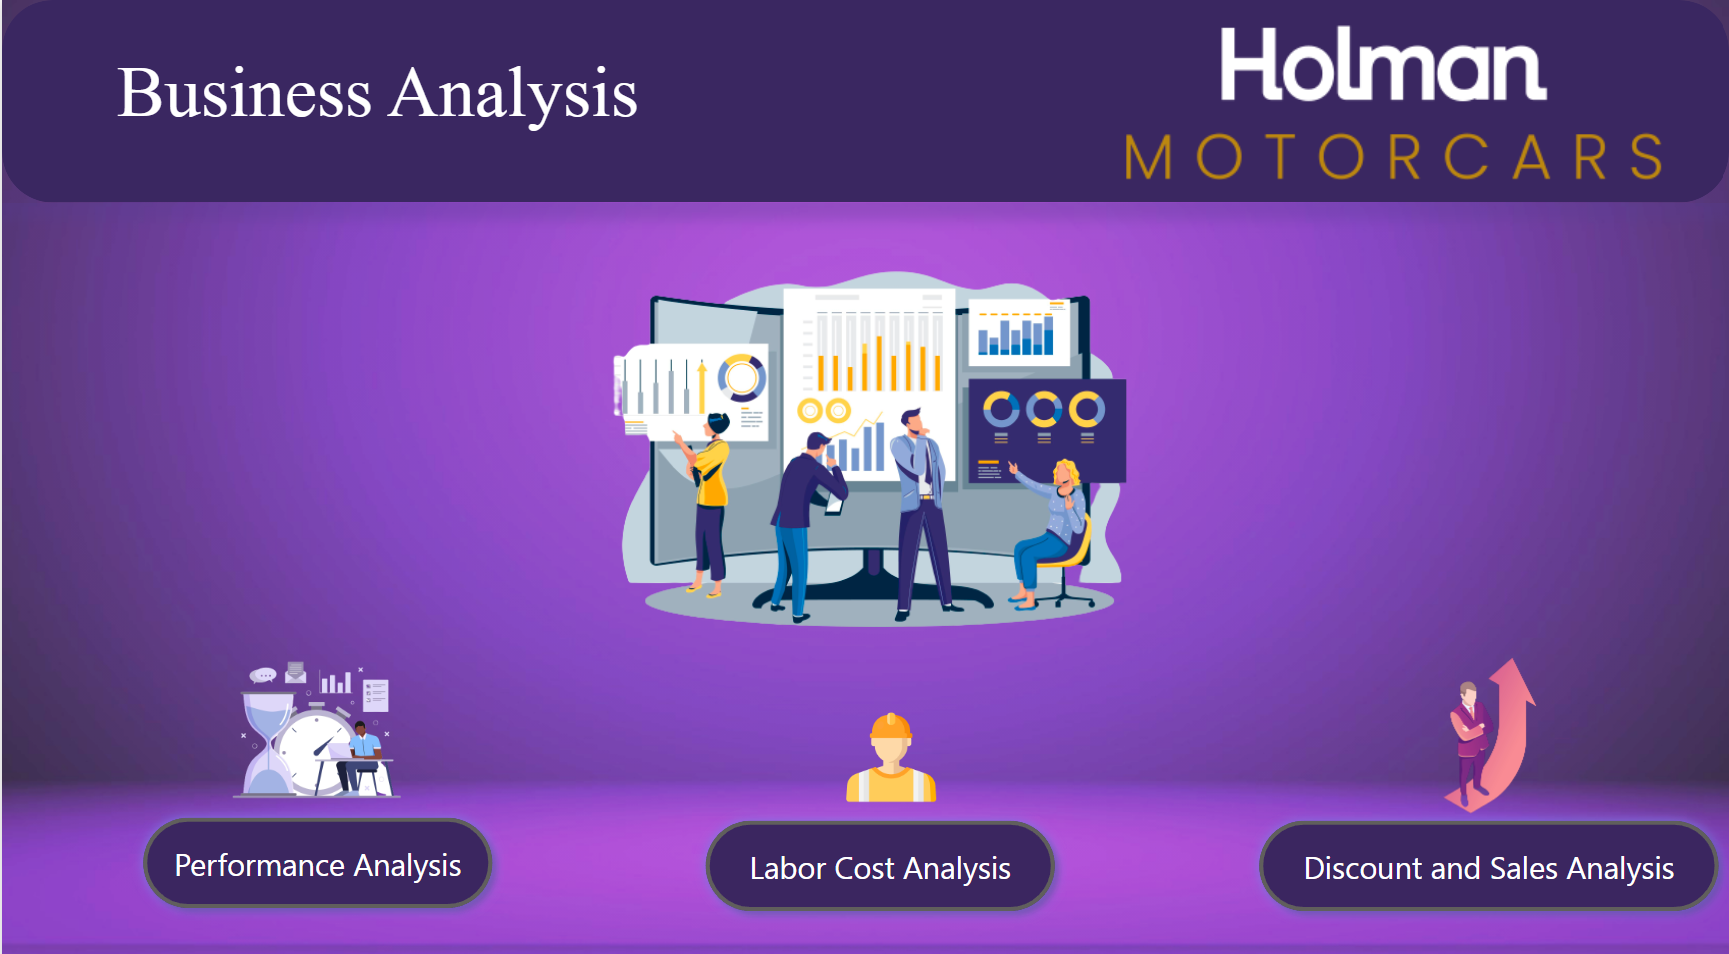 Business Analysis
Holman
MOTORCARS
Performance Analysis
Labor Cost Analysis
Discount and Sales Analysis